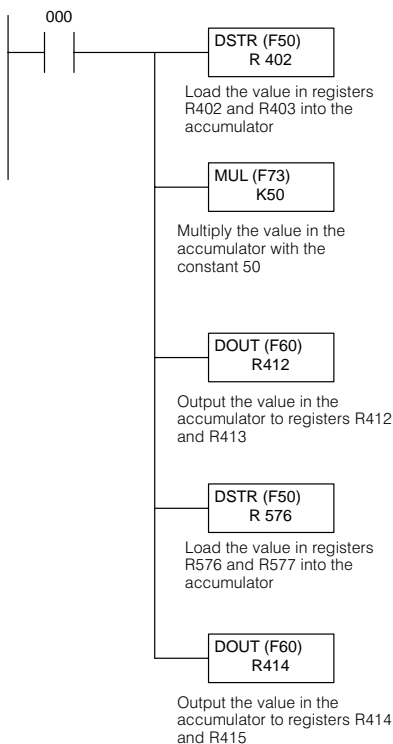 000
DSTR (F50)
R 402
Load the value in registers
R402 and R403 into the
accumulator
MUL (F73)
K50
Multiply the value in the
accumulator with the
constant 50
DOUT (F60)
R412
Output the value in the
accumulator to registers R412
and R413
DSTR (F50)
R 576
Load the value in registers
R576 and R577 into the
accumulator
DOUT (F60)
R414
Output the value in the
accumulator to registers R414
and R415